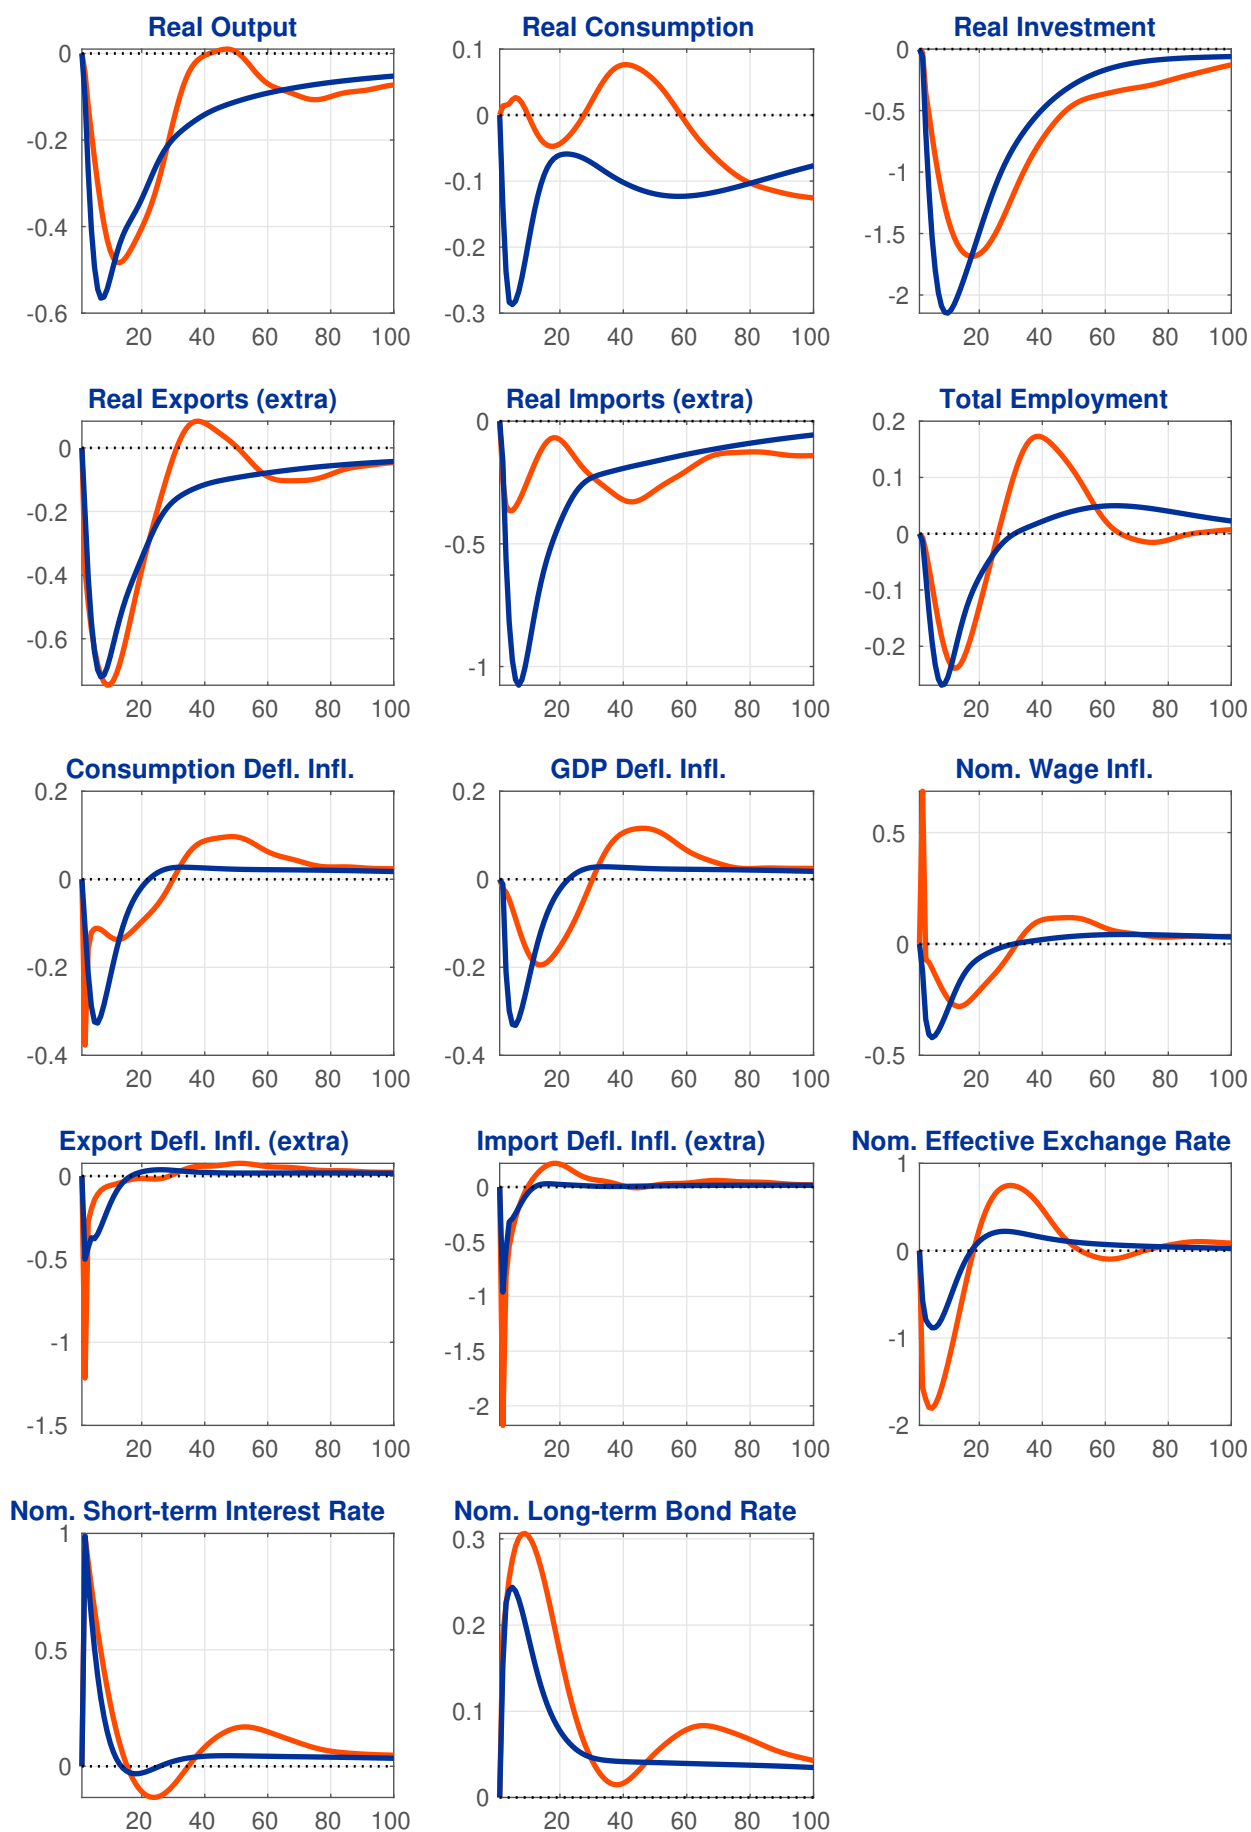 Real Output
Real Consumption
Real Investment
0
-0.2
-0.4
-0.6
20 40 60 80 100
0.1
0
-0.1
-0.2
-0.3
20 40 60 80 100
0
-0.5
-1
-1.5
-2
20 40 60 80 100
Real Exports (extra)
Real Imports (extra)
Total Employment
0
-0.2
-0.4
-0.6
20 40 60 80 100
0
-0.5
-1
20 40 60 80 100
0.2
0.1
0
-0.1
-0.2
20 40 60 80 100
Consumption Defl. Infl.
GDP Defl. Infl.
Nom. Wage Infl.
0.2
0
-0.2
-0.4
20 40 60 80 100
0.2
0
-0.2
-0.4
20 40 60 80 100
0.5
0
-0.5
20 40 60 80 100
Export Defl. Infl. (extra)
Import Defl. Infl. (extra)
Nom. Effective Exchange Rate
0
-0.5
-1
-1.5
20 40 60 80 100
0
-0.5
-1
-1.5
-2
20 40 60 80 100
1
0
-1
-2
20 40 60 80 100
Nom. Short-term Interest Rate
Nom. Long-term Bond Rate
1
0.5
0
20 40 60 80 100
0.3
0.2
0.1
0
20 40 60 80 100